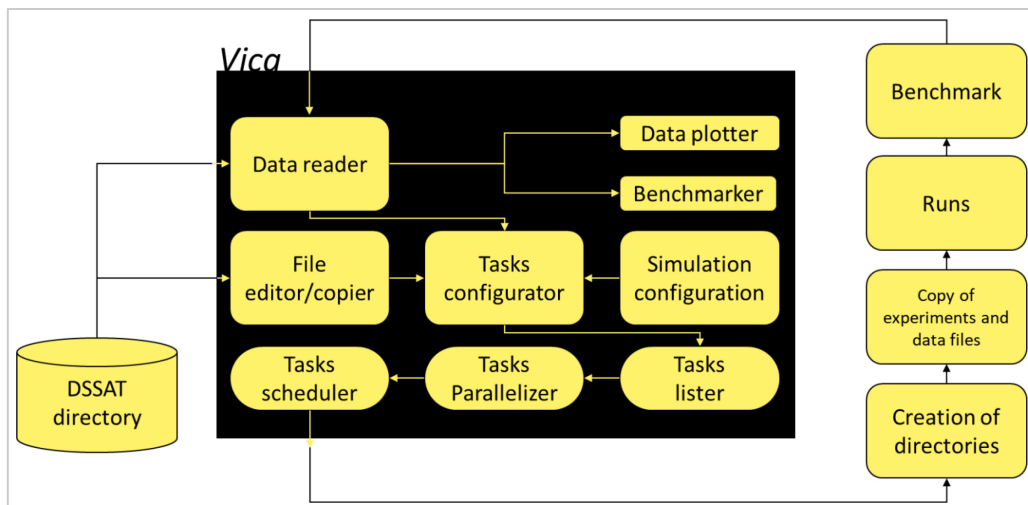 Vica
Benchmark
Data reader
Data plotter
Benchmarker
Runs
File
editor/copier
Tasks
configurator
Simulation
configuration
Copy of
experiments and
data files
DSSAT
directory
Tasks
scheduler
Tasks
Parallelizer
Tasks
lister
Creation of
directories